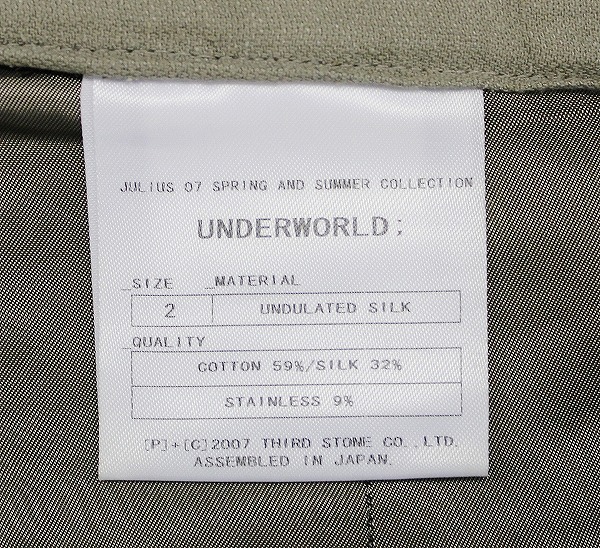 JULIUS 07 SPRING AND SUMMER COLLECTION
UNDERWORLD;
_SIZE _MATERIAL
2 UNDULATED SILK
_QUALITY
COTTON 59%/SILK 32%
STAINLESS 9%
[P]+[C]2007 THIRD STONE CO.,LTD.
ASSEMBLED IN JAPAN.